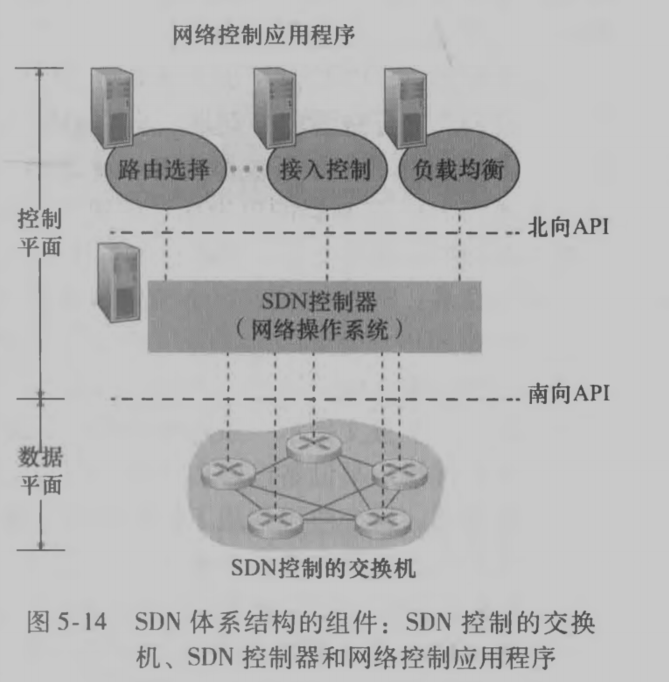 网络控制应用程序
路由选择 接入控制 负载均衡
北向API
控制
平面
SDN控制器
（网络操作系统）
南向API
数据
平面
SDN控制的交换机
图 5-14 SDN 体系结构的组件：SDN 控制的交换
机、SDN 控制器和网络控制应用程序